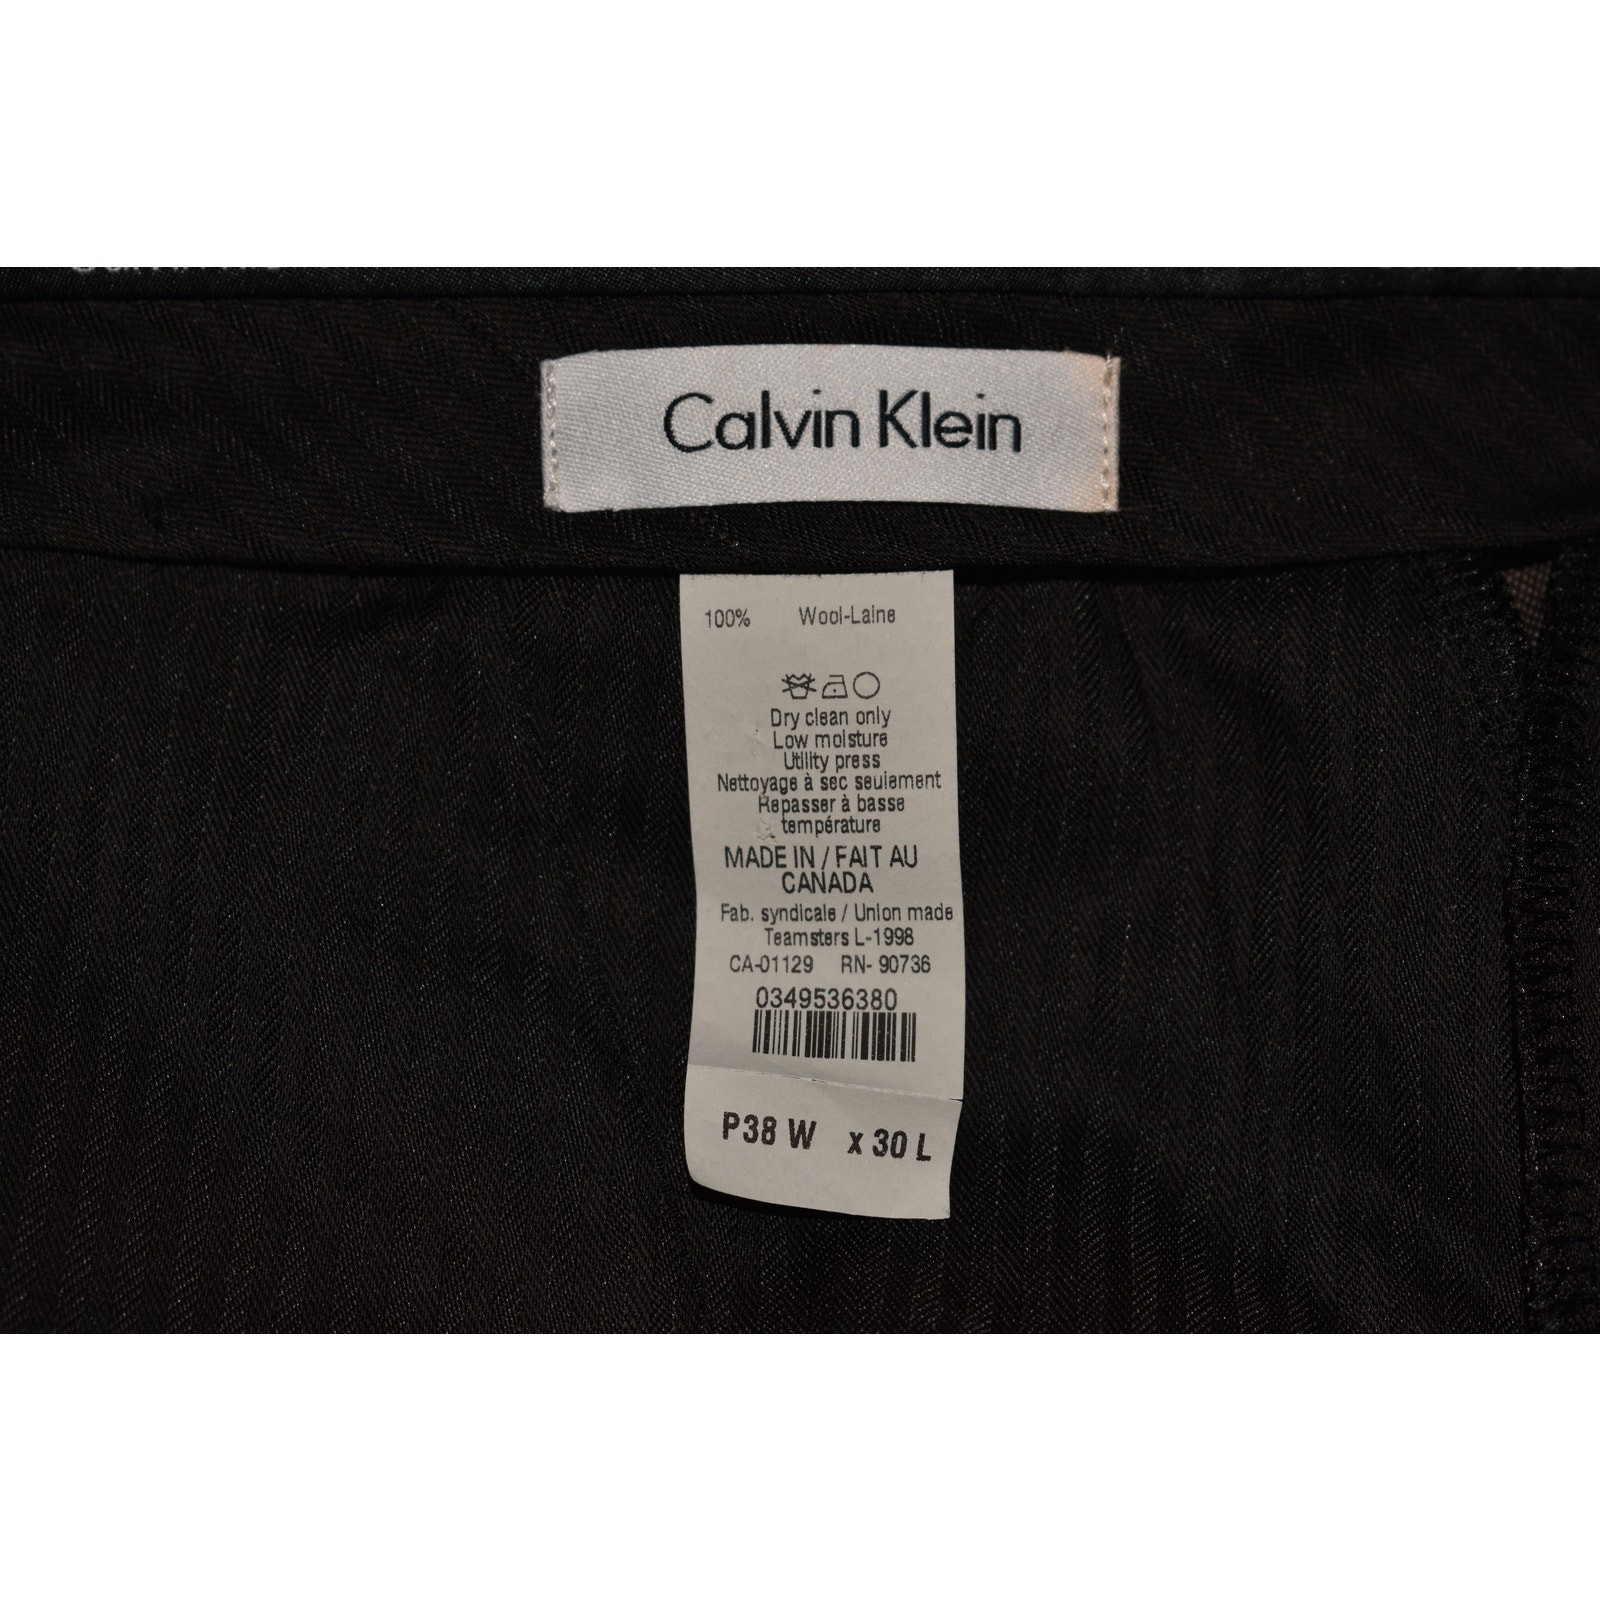 Calvin Klein
100% Wool-Laine
Dry clean only
Low moisture
Utility press
Nettoyage à sec seulement
Repasser à basse
température
MADE IN / FAIT AU
CANADA
Fab. syndicale / Union made
Teamsters L-1998
CA-01129 RN- 90736
0349536380
P38 W x 30 L